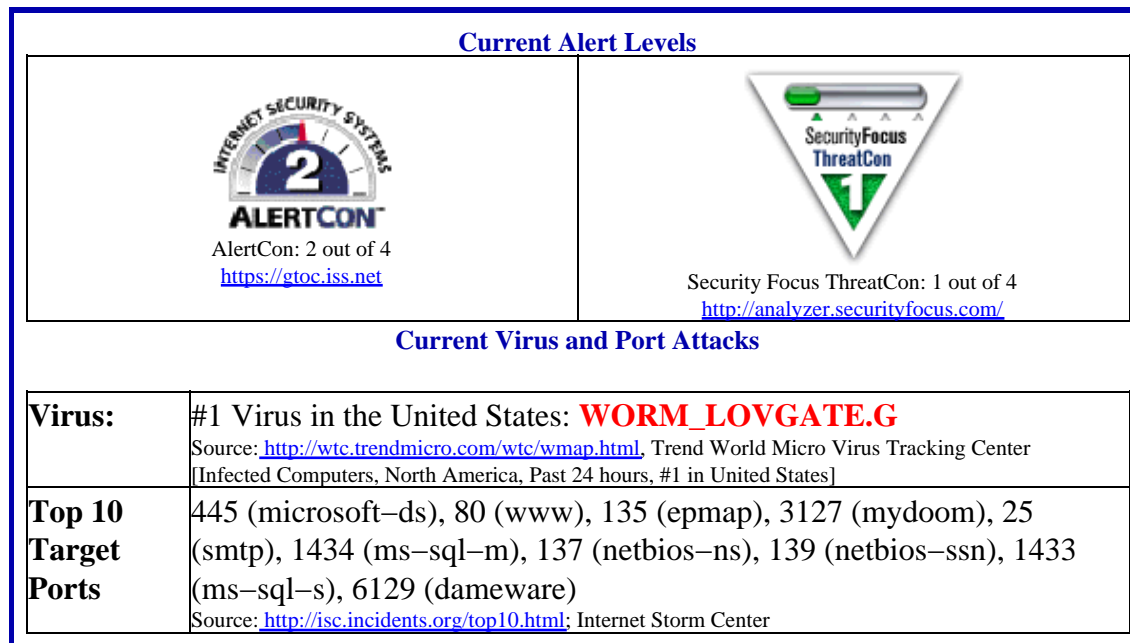 Current Alert Levels
INTERNET SECURITY SYSTEMS
2
ALERTCON™
AlertCon: 2 out of 4
https://gtoc.iss.net
SecurityFocus
ThreatCon
1
Security Focus ThreatCon: 1 out of 4
http://analyzer.securityfocus.com/
Current Virus and Port Attacks
Virus: #1 Virus in the United States: WORM_LOVGATE.G
Source: http://wtc.trendmicro.com/wtc/wmap.html, Trend World Micro Virus Tracking Center
[Infected Computers, North America, Past 24 hours, #1 in United States]
Top 10 Target Ports
445 (microsoft−ds), 80 (www), 135 (epmap), 3127 (mydoom), 25
(smtp), 1434 (ms−sql−m), 137 (netbios−ns), 139 (netbios−ssn), 1433
(ms−sql−s), 6129 (dameware)
Source: http://isc.incidents.org/top10.html; Internet Storm Center